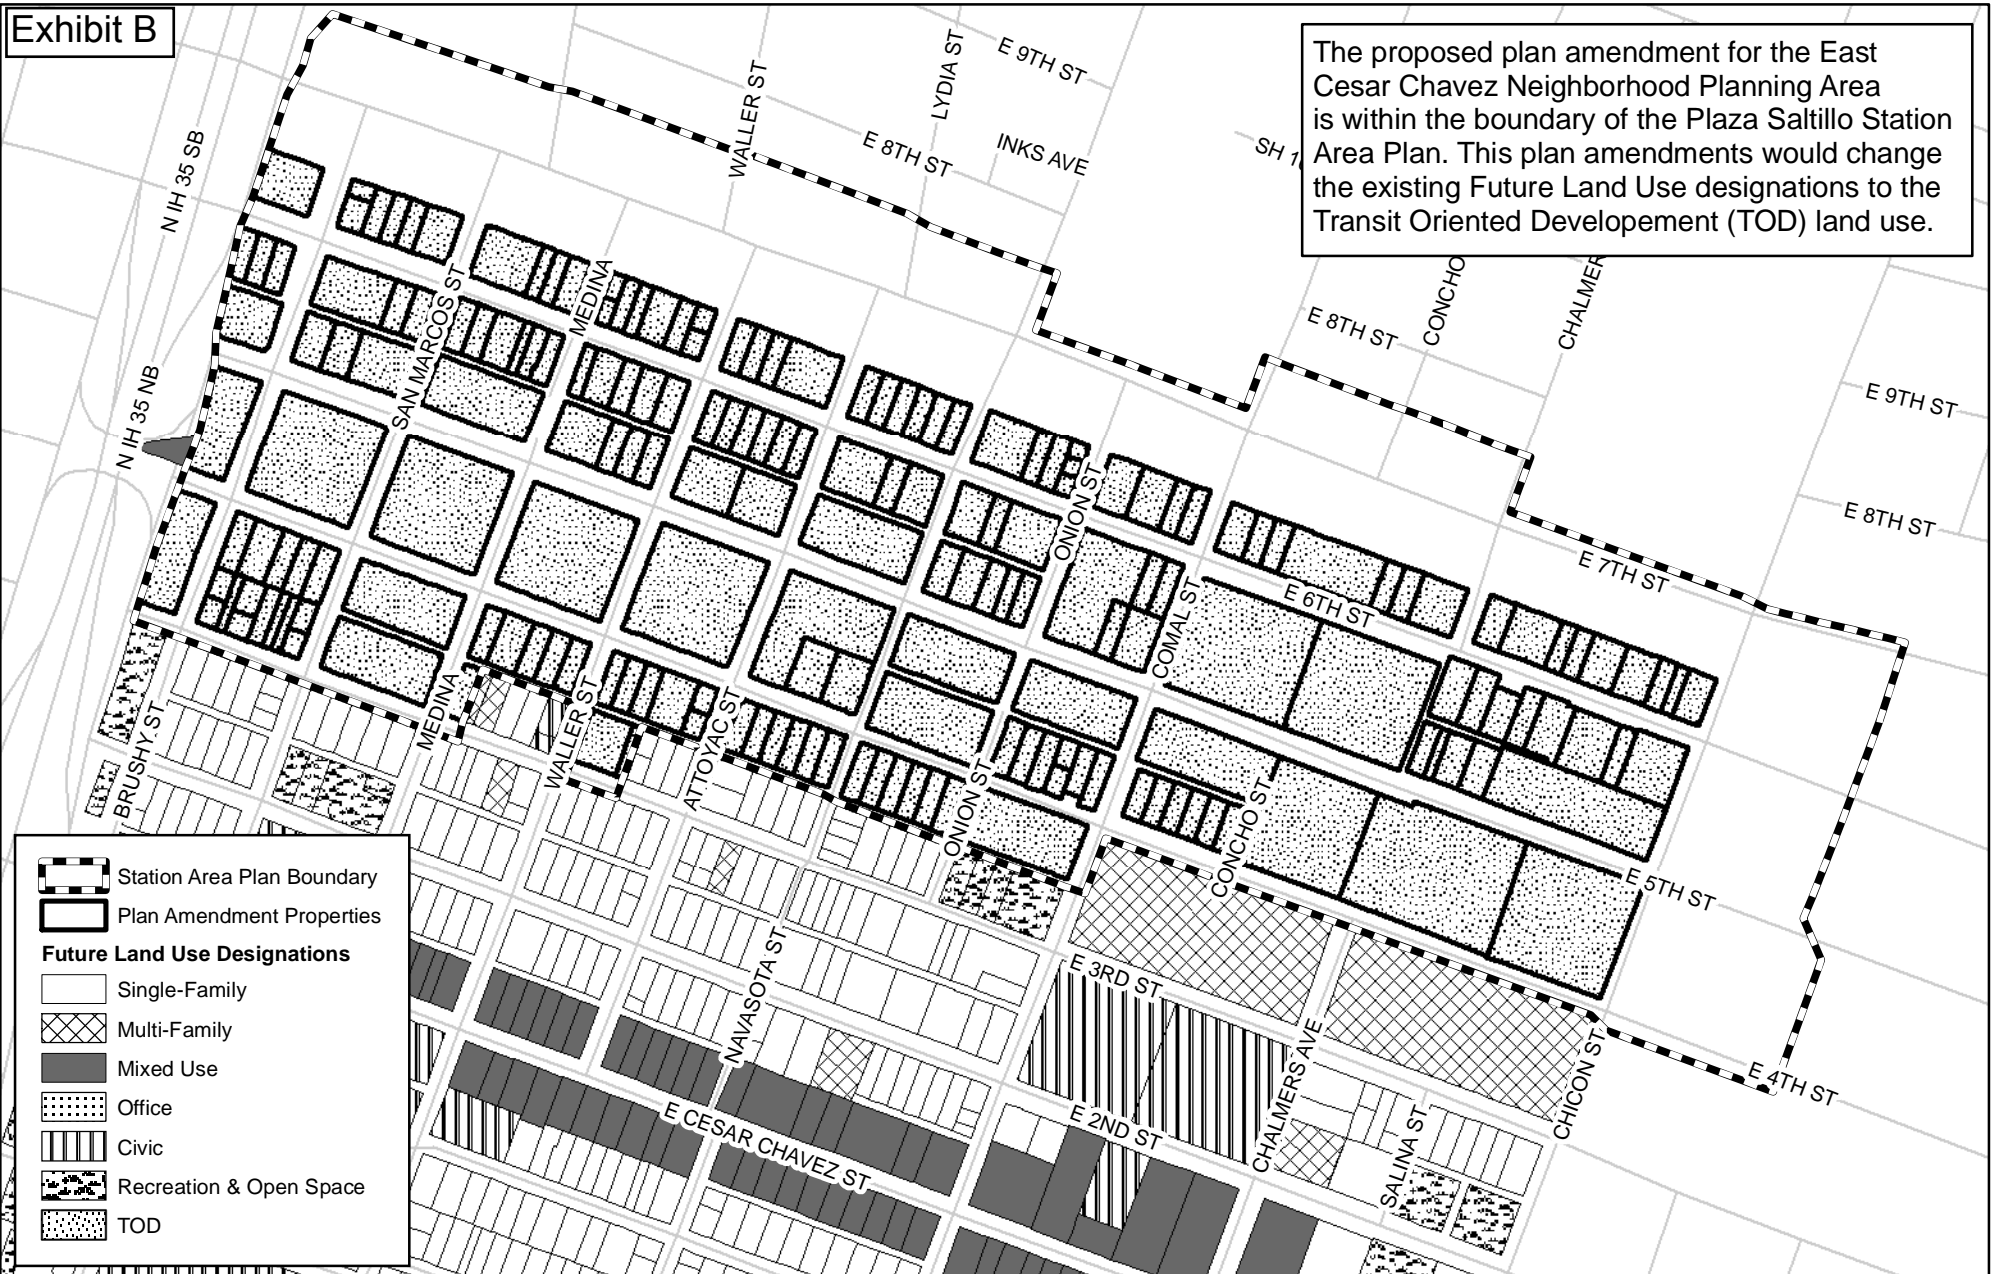 Exhibit B
The proposed plan amendment for the East
Cesar Chavez Neighborhood Planning Area
is within the boundary of the Plaza Saltillo Station
Area Plan. This plan amendments would change
the existing Future Land Use designations to the
Transit Oriented Developement (TOD) land use.
E 9TH ST
LYDIA ST
WALLER ST
E 8TH ST
INKS AVE
SH 1
N IH 35 SB
CONCHO
CHALMER
E 8TH ST
SAN MARCOS ST
MEDINA
N IH 35 NB
E 9TH ST
E 8TH ST
ONION ST
E 7TH ST
E 6TH ST
COMAL ST
MEDINA
WALLER ST
ATTOYAC ST
BRUSHY ST
ONION ST
CONCHO ST
E 5TH ST
NAVASOTA ST
E 3RD ST
CHALMERS AVE
CHICON ST
E 4TH ST
E CESAR CHAVEZ ST
E 2ND ST
SALINA ST
Station Area Plan Boundary
Plan Amendment Properties
Future Land Use Designations
Single-Family
Multi-Family
Mixed Use
Office
Civic
Recreation & Open Space
TOD